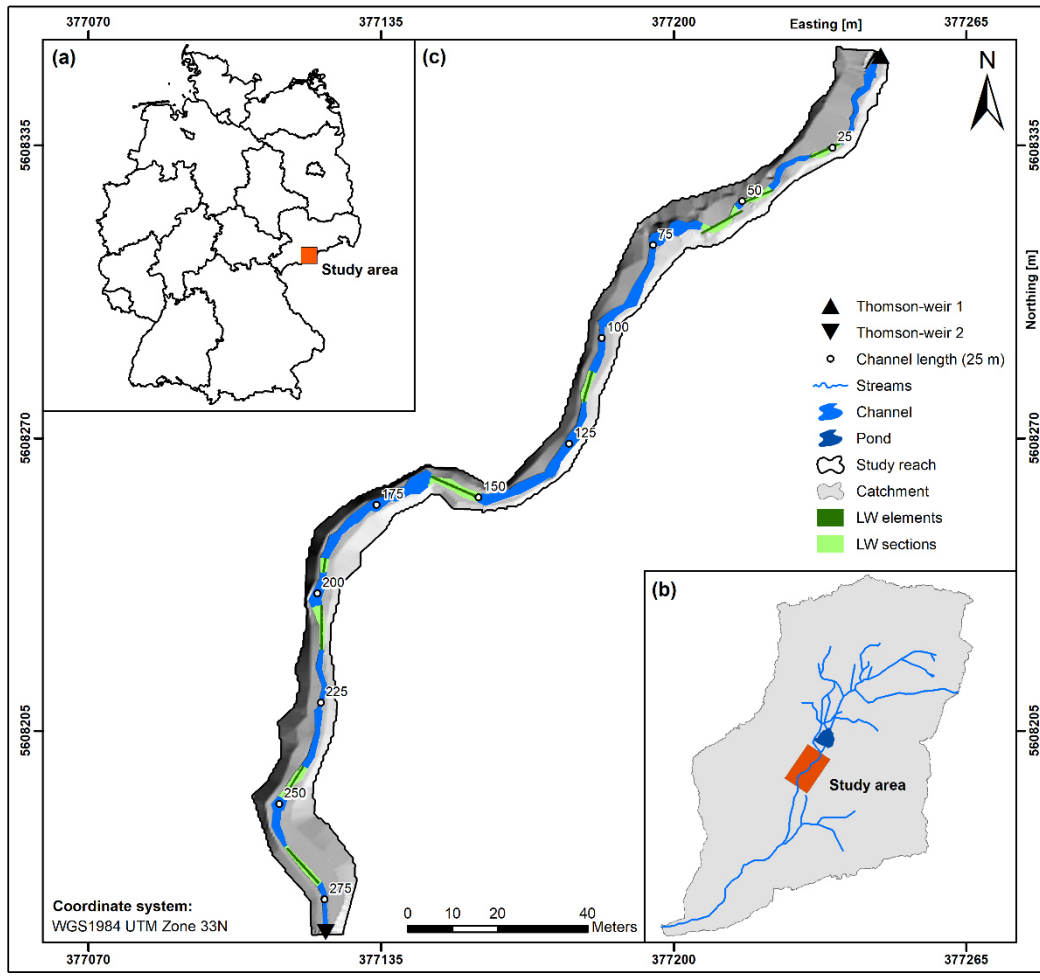 377070
377135
377200
Easting [m]
377265
(a)
Study area
(c)
N
5608335
5608335
Northing [m]
25
50
75
100
125
150
175
200
225
250
275
Thomson-weir 1
Thomson-weir 2
Channel length (25 m)
Streams
Channel
Pond
Study reach
Catchment
LW elements
LW sections
5608270
5608270
(b)
Study area
5608205
5608205
Coordinate system:
WGS1984 UTM Zone 33N
0 10 20 40
Meters
377070
377135
377200
377265